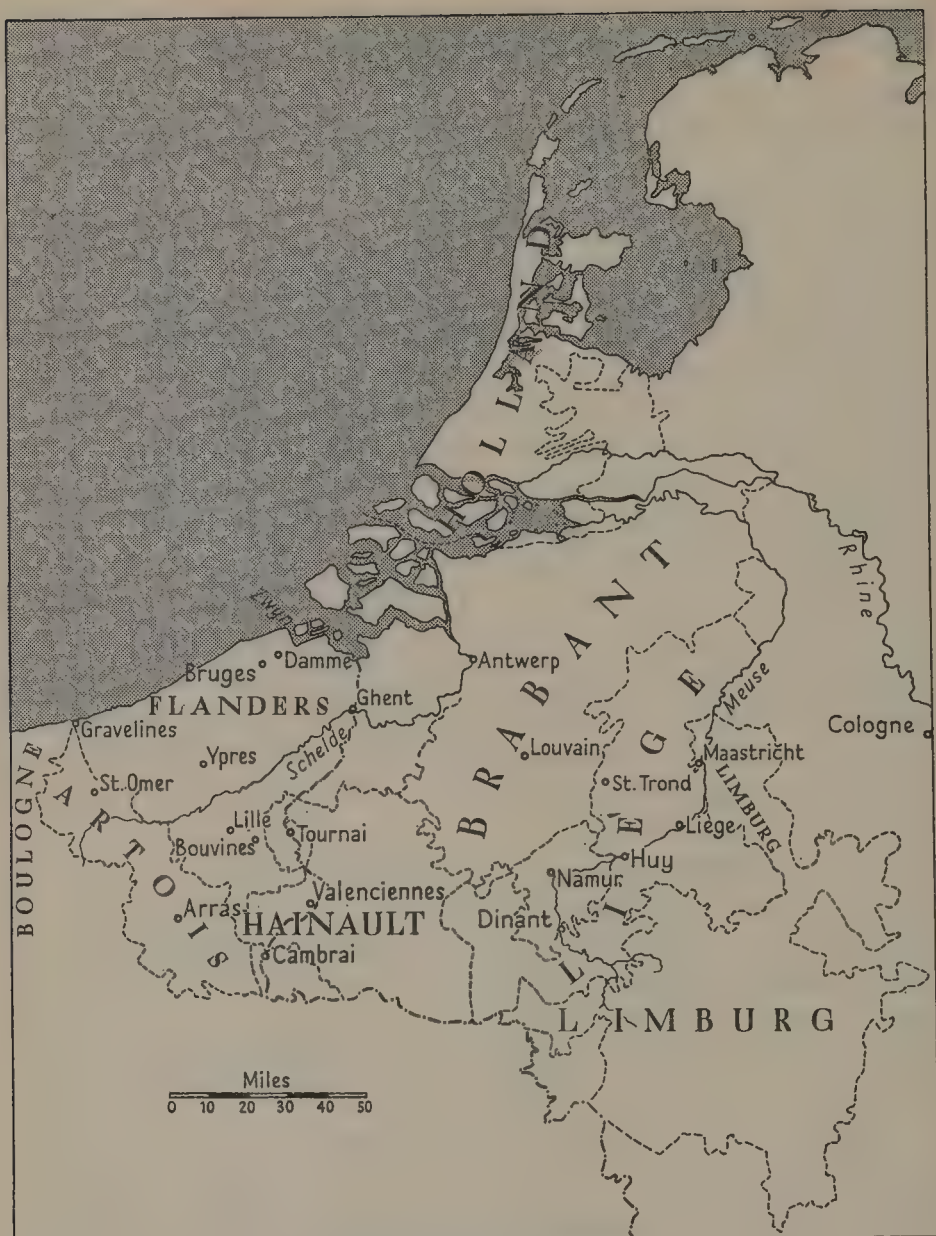 HOLLAND
Rhine
Zwyn
BRABANT
Damme
Bruges
Antwerp
FLANDERS
Ghent
LIÉGE
Meuse
Gravelines
Cologne
Schelde
Ypres
Louvain
Maastricht
BOULOGNE
St. Omer
St. Trond
LIMBURG
ARTOIS
Lille
Tournai
Liège
Bouvines
Huy
Namur
Valenciennes
Arras
HAINAULT
Dinant
Cambrai
LIMBURG
Miles
0 10 20 30 40 50